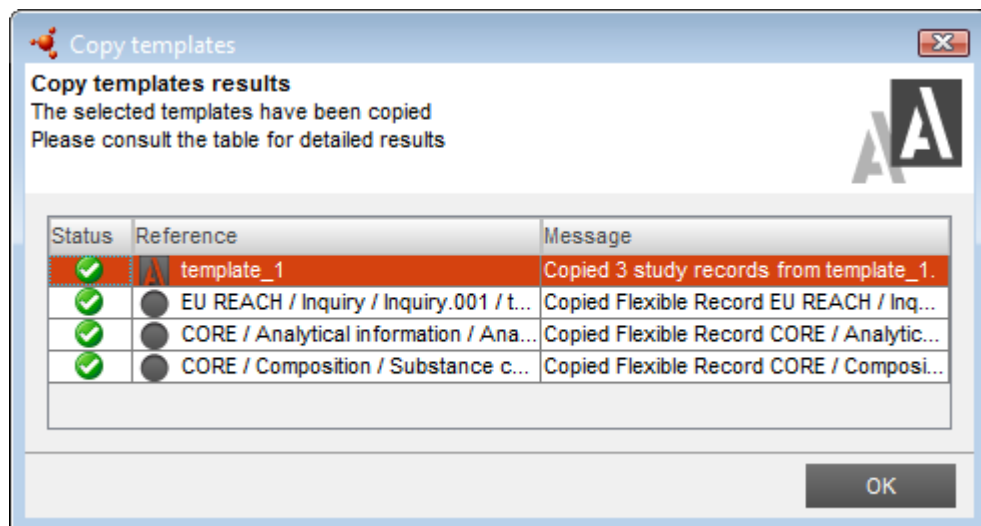 Copy templates
Copy templates results
The selected templates have been copied
Please consult the table for detailed results
Status Reference Message
template_1 Copied 3 study records from template_1.
EU REACH / Inquiry / Inquiry.001 / t... Copied Flexible Record EU REACH / Inq...
CORE / Analytical information / Ana... Copied Flexible Record CORE / Analytic...
CORE / Composition / Substance c... Copied Flexible Record CORE / Composi...
OK